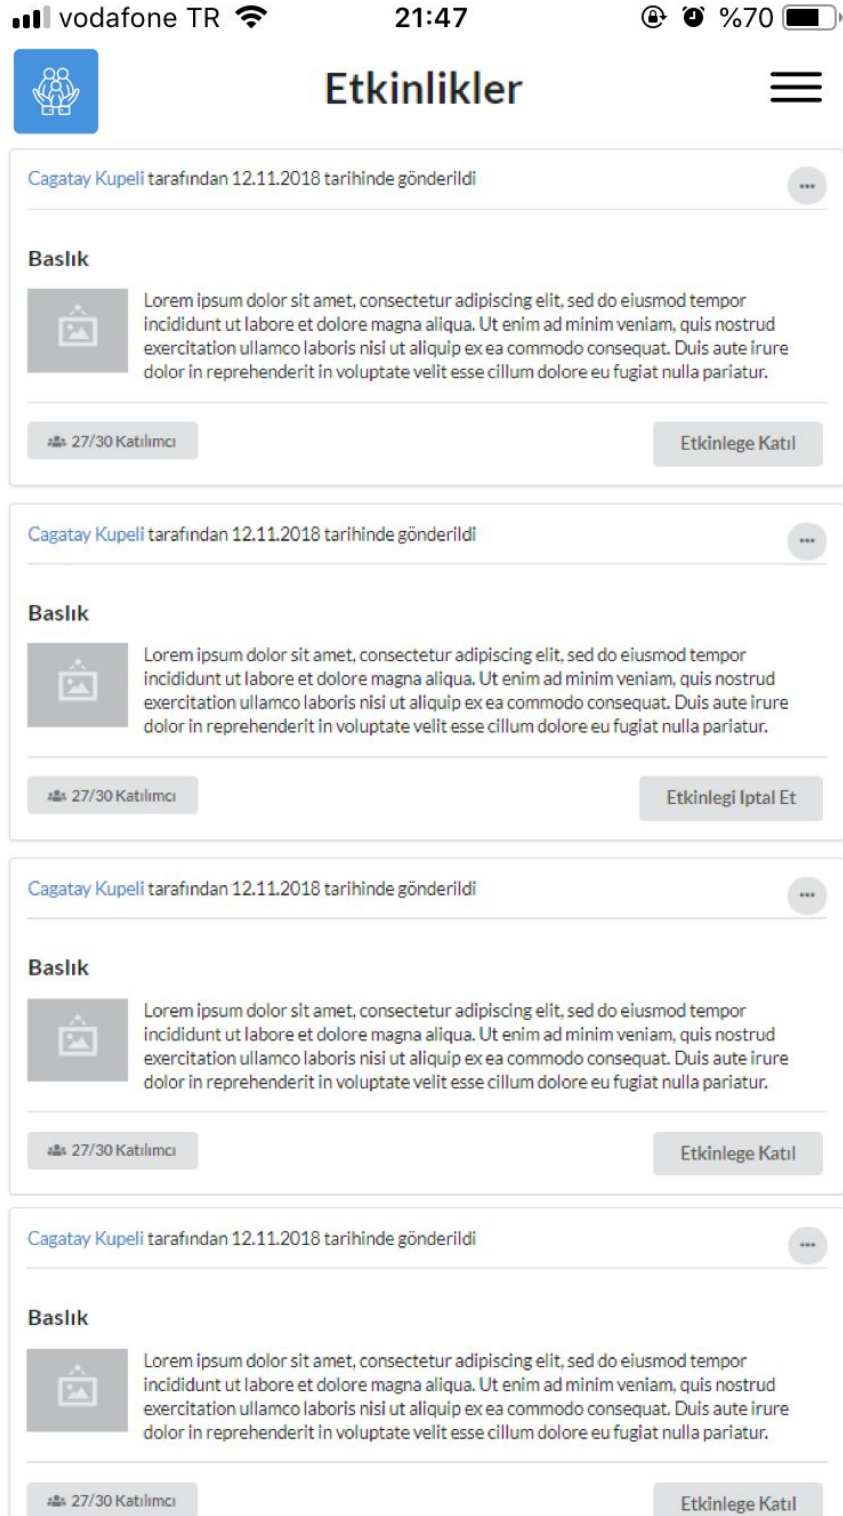 vodafone TR 21:47 %70
Etkinlikler
Cagatay Kupeli tarafından 12.11.2018 tarihinde gönderildi
Baslık
Lorem ipsum dolor sit amet, consectetur adipiscing elit, sed do eiusmod tempor
incididunt ut labore et dolore magna aliqua. Ut enim ad minim veniam, quis nostrud
exercitation ullamco laboris nisi ut aliquip ex ea commodo consequat. Duis aute irure
dolor in reprehenderit in voluptate velit esse cillum dolore eu fugiat nulla pariatur.
27/30 Katılımcı Etkinlege Katıl
Cagatay Kupeli tarafından 12.11.2018 tarihinde gönderildi
Baslık
Lorem ipsum dolor sit amet, consectetur adipiscing elit, sed do eiusmod tempor
incididunt ut labore et dolore magna aliqua. Ut enim ad minim veniam, quis nostrud
exercitation ullamco laboris nisi ut aliquip ex ea commodo consequat. Duis aute irure
dolor in reprehenderit in voluptate velit esse cillum dolore eu fugiat nulla pariatur.
27/30 Katılımcı Etkinlegi Iptal Et
Cagatay Kupeli tarafından 12.11.2018 tarihinde gönderildi
Baslık
Lorem ipsum dolor sit amet, consectetur adipiscing elit, sed do eiusmod tempor
incididunt ut labore et dolore magna aliqua. Ut enim ad minim veniam, quis nostrud
exercitation ullamco laboris nisi ut aliquip ex ea commodo consequat. Duis aute irure
dolor in reprehenderit in voluptate velit esse cillum dolore eu fugiat nulla pariatur.
27/30 Katılımcı Etkinlege Katıl
Cagatay Kupeli tarafından 12.11.2018 tarihinde gönderildi
Baslık
Lorem ipsum dolor sit amet, consectetur adipiscing elit, sed do eiusmod tempor
incididunt ut labore et dolore magna aliqua. Ut enim ad minim veniam, quis nostrud
exercitation ullamco laboris nisi ut aliquip ex ea commodo consequat. Duis aute irure
dolor in reprehenderit in voluptate velit esse cillum dolore eu fugiat nulla pariatur.
27/30 Katılımcı Etkinlege Katıl